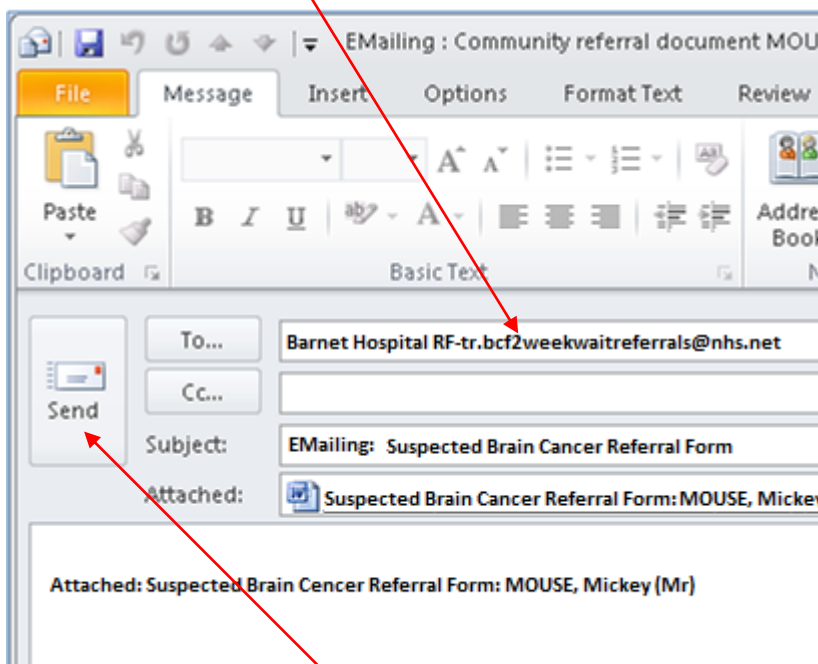 EMailing : Community referral document MOU
File Message Insert Options Format Text Review
Paste
B I U
A A
A
Addre
Book
Clipboard Basic Text N
To... Barnet Hospital RF-tr.bcf2weekwaitreferrals@nhs.net
Cc...
Send
Subject: EMailing: Suspected Brain Cancer Referral Form
Attached: Suspected Brain Cancer Referral Form: MOUSE, Mickey
Attached: Suspected Brain Cencer Referral Form: MOUSE, Mickey (Mr)